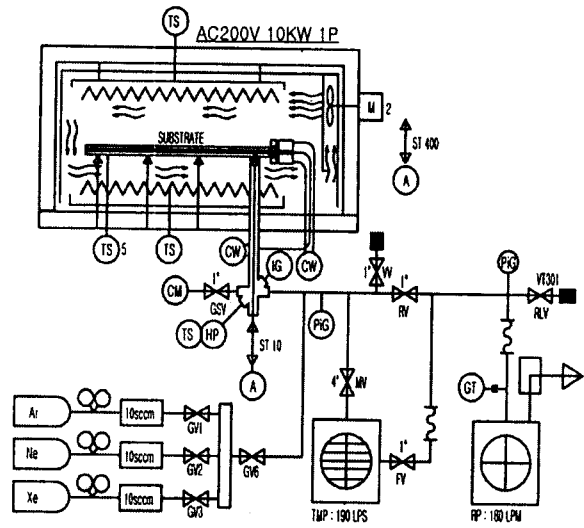 TS
AC200V 10KW 1P
M 2
SUBSTRATE
ST 400
A
TS 5
TS
CW
IG
CW
CM
1"
GSV
TS
HP
ST 10
A
PiG
1"
VV
1"
RV
PiG
VT301
RLV
4"
MV
GT
Ar
10sccm
GV1
Ne
10sccm
GV2
GV6
Xe
10sccm
GV3
1"
FV
TMP : 190 LPS
RP : 160 LPM